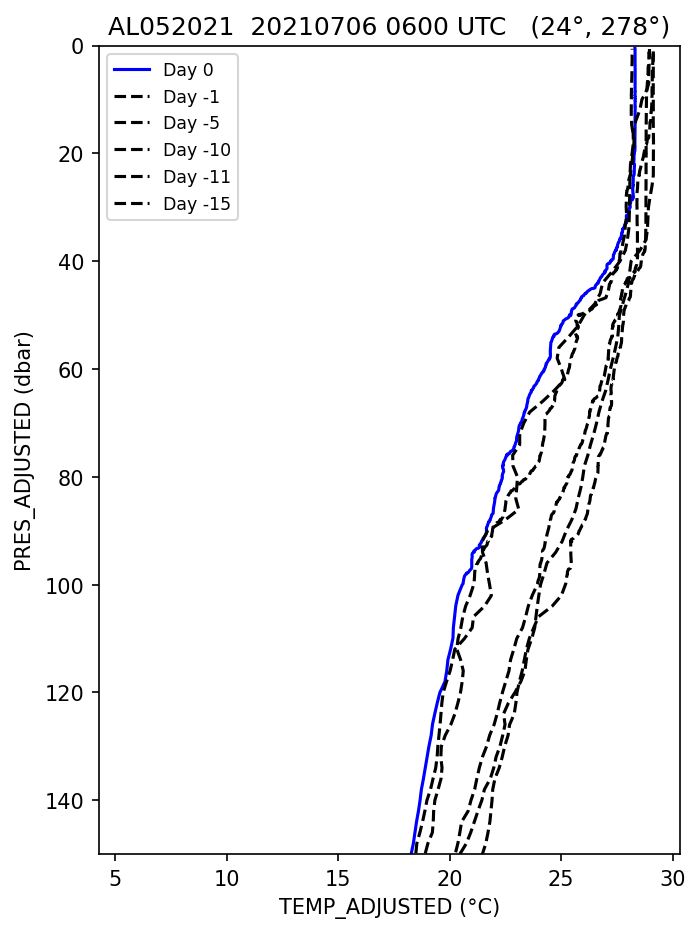 AL052021  20210706 0600 UTC   (24°, 278°)
Day 0
Day -1
Day -5
Day -10
Day -11
Day -15
0
20
40
60
80
100
120
140
PRES_ADJUSTED (dbar)
5 10 15 20 25 30
TEMP_ADJUSTED (°C)